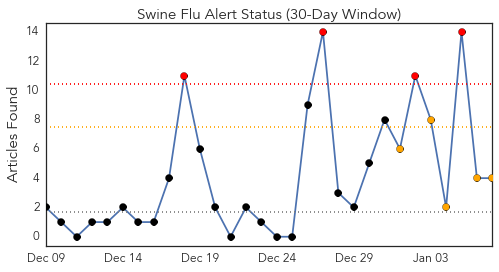 Swine Flu Alert Status (30-Day Window)
Articles Found
14
12
10
8
6
4
2
0
Dec 09 Dec 14 Dec 19 Dec 24 Dec 29 Jan 03